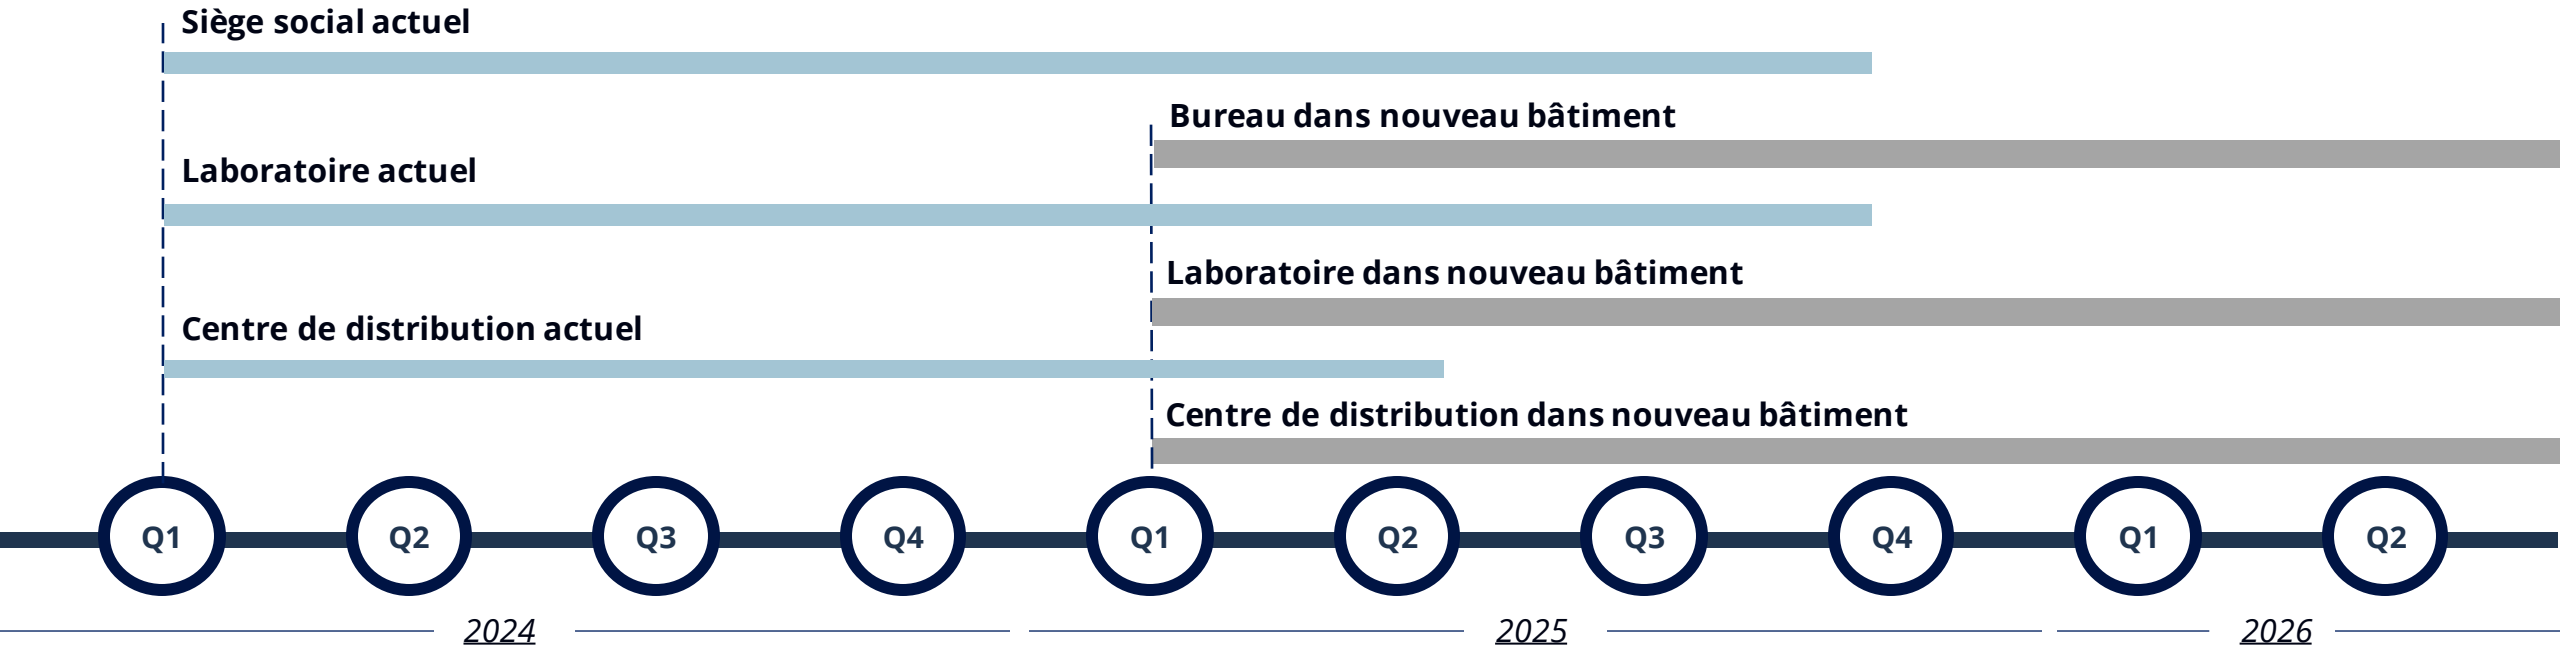 Siège social actuel
Bureau dans nouveau bâtiment
Laboratoire actuel
Laboratoire dans nouveau bâtiment
Centre de distribution actuel
Centre de distribution dans nouveau bâtiment
Q1 Q2 Q3 Q4 Q1 Q2 Q3 Q4 Q1 Q2
2024 2025 2026